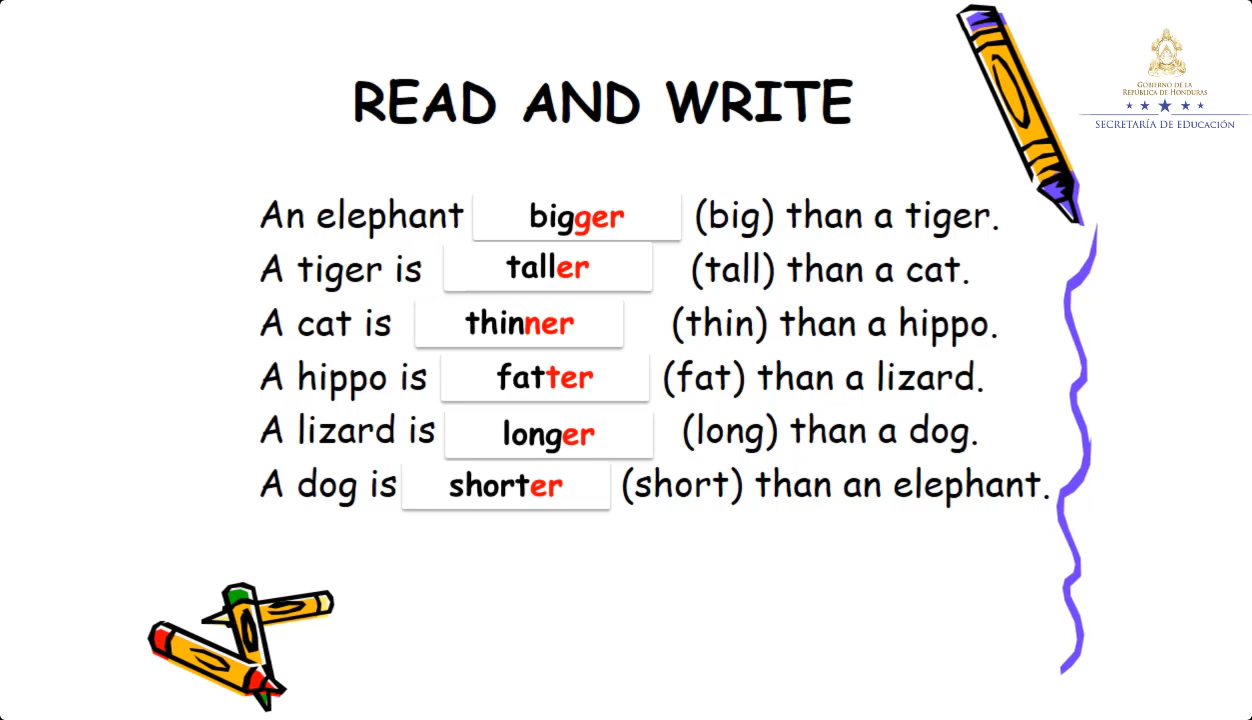 GOBIERNO DE LA
REPÚBLICA DE HONDURAS
SECRETARÍA DE EDUCACIÓN
READ AND WRITE
An elephant bigger (big) than a tiger.
A tiger is taller (tall) than a cat.
A cat is thinner (thin) than a hippo.
A hippo is fatter (fat) than a lizard.
A lizard is longer (long) than a dog.
A dog is shorter (short) than an elephant.